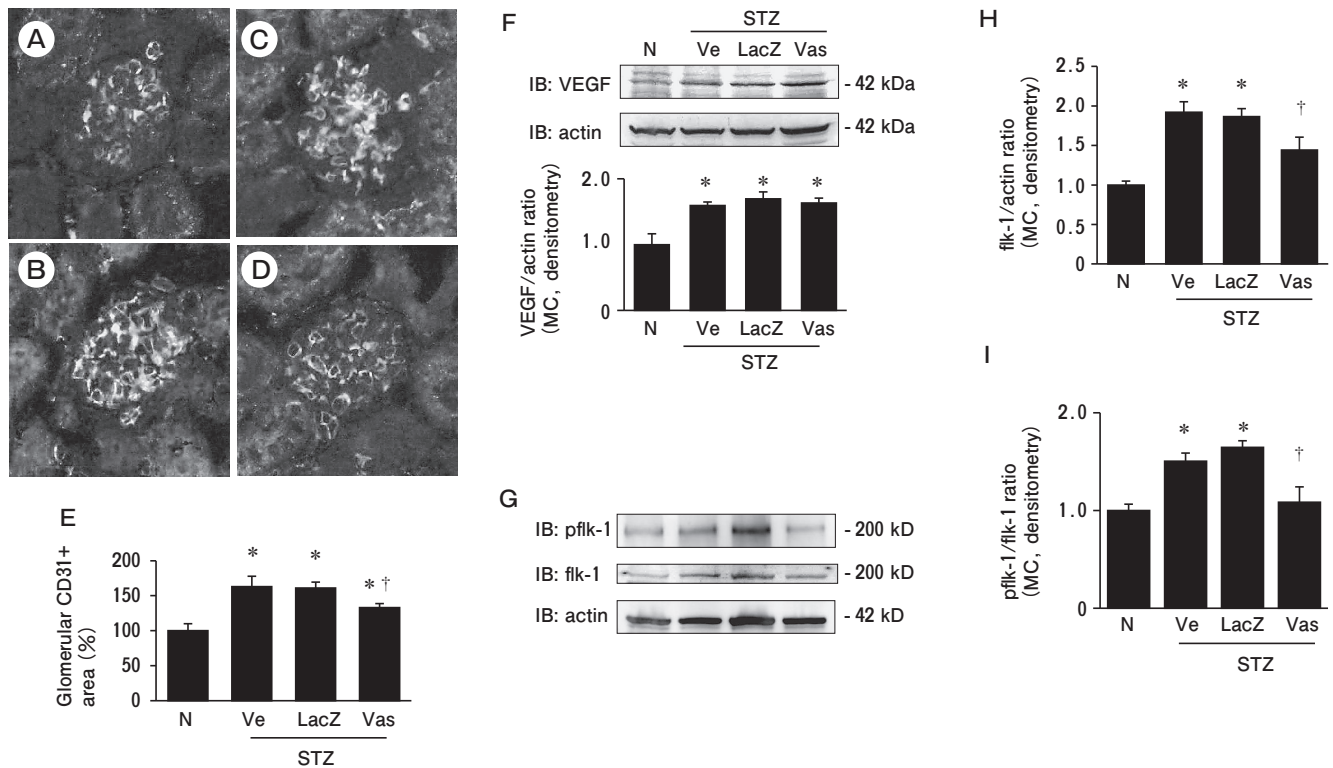 A
C
B
D
E
Glomerular CD31+
area (%)
200
150
100
50
0
*
*
* †
N
Ve
LacZ
Vas
STZ
F
STZ
N
Ve
LacZ
Vas
IB: VEGF
- 42 kDa
IB: actin
- 42 kDa
VEGF/actin ratio
(MC, densitometry)
2.0
1.0
0
*
*
*
N
Ve
LacZ
Vas
STZ
G
IB: pflk-1
- 200 kD
IB: flk-1
- 200 kD
IB: actin
- 42 kD
H
flk-1/actin ratio
(MC, densitometry)
2.5
2.0
1.5
1.0
0.5
0
*
*
†
N
Ve
LacZ
Vas
STZ
I
pflk-1/flk-1 ratio
(MC, densitometry)
2.0
1.0
0
*
*
†
N
Ve
LacZ
Vas
STZ